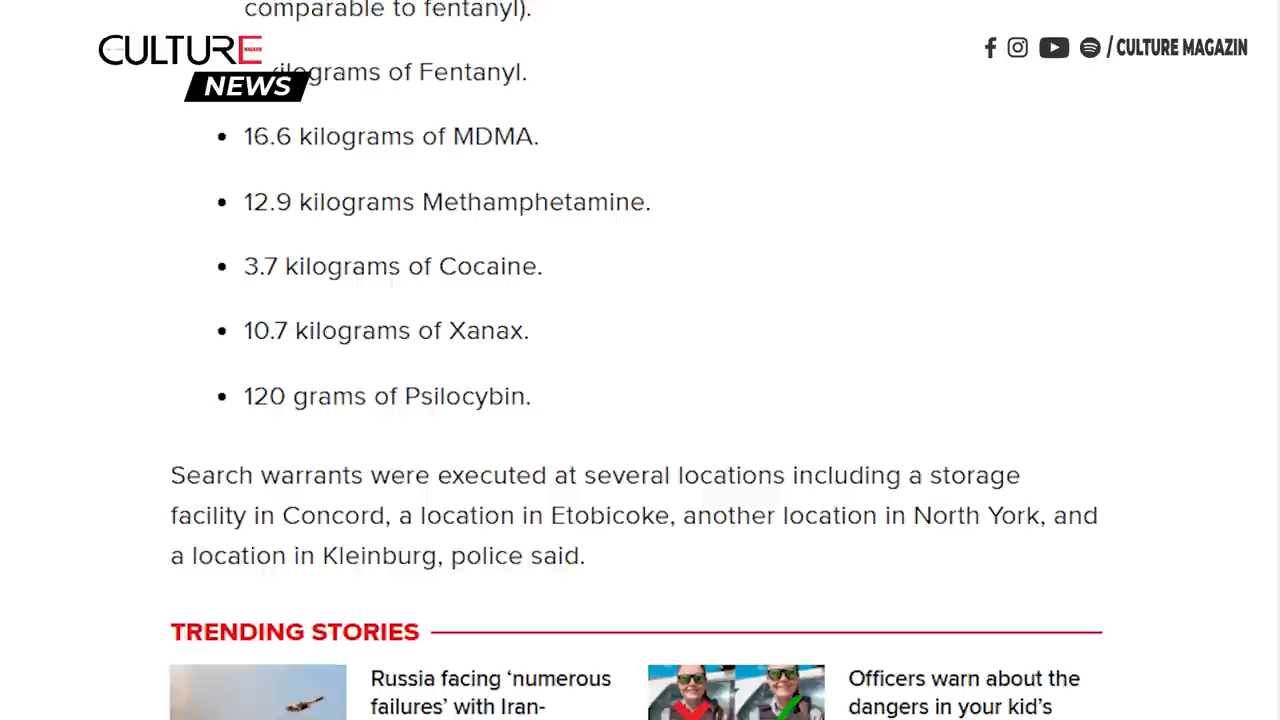 comparable to fentanyl).
CULTURE
NEWS
/ CULTURE MAGAZIN
kilograms of Fentanyl.
• 16.6 kilograms of MDMA.
• 12.9 kilograms Methamphetamine.
• 3.7 kilograms of Cocaine.
• 10.7 kilograms of Xanax.
• 120 grams of Psilocybin.
Search warrants were executed at several locations including a storage
facility in Concord, a location in Etobicoke, another location in North York, and
a location in Kleinburg, police said.
TRENDING STORIES
Russia facing ‘numerous
failures’ with Iran-
Officers warn about the
dangers in your kid’s